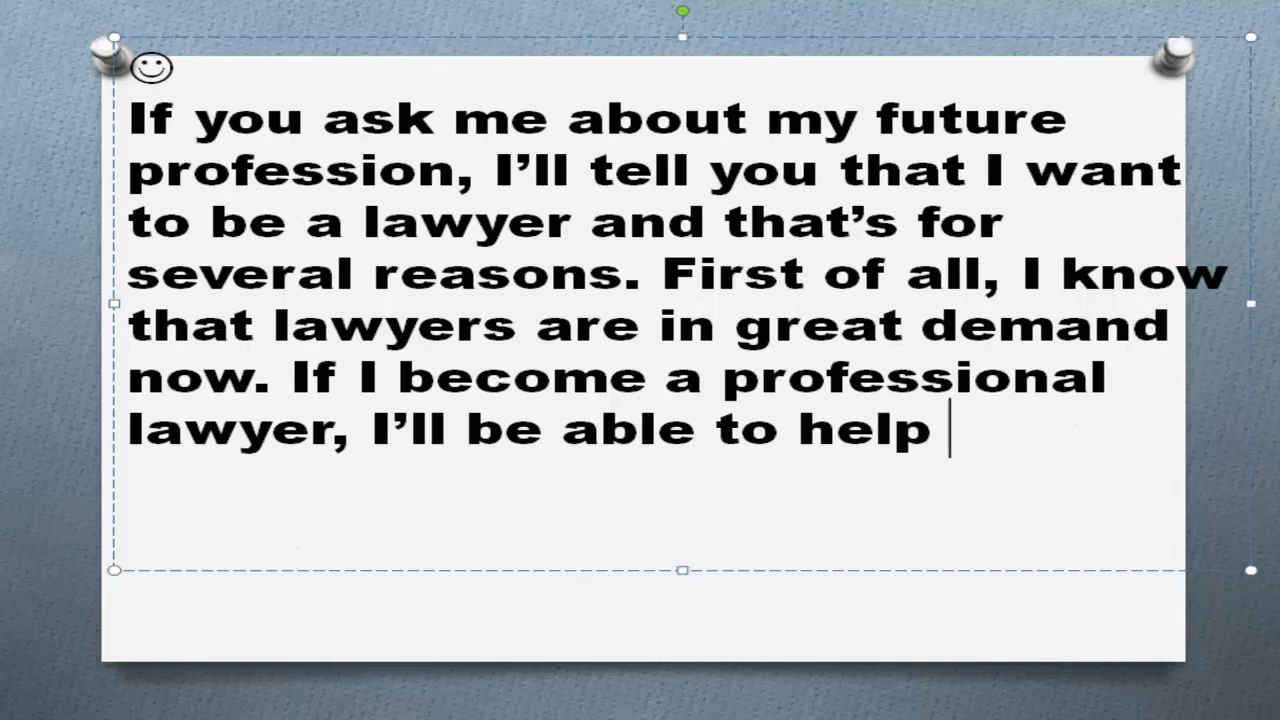 If you ask me about my future
profession, I’ll tell you that I want
to be a lawyer and that’s for
several reasons. First of all, I know
that lawyers are in great demand
now. If I become a professional
lawyer, I’ll be able to help